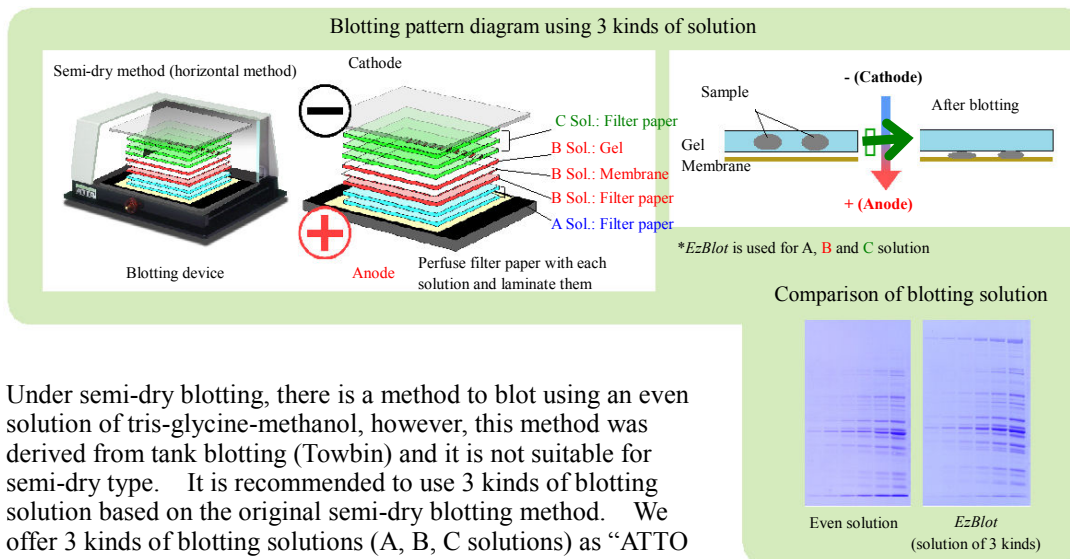 Blotting pattern diagram using 3 kinds of solution
Semi-dry method (horizontal method)
Cathode
C Sol.: Filter paper
B Sol.: Gel
B Sol.: Membrane
B Sol.: Filter paper
A Sol.: Filter paper
ATTO
Blotting device
Anode
Perfuse filter paper with each
solution and laminate them
- (Cathode)
Sample
After blotting
Gel
Membrane
+ (Anode)
*EzBlot is used for A, B and C solution
Comparison of blotting solution
Even solution
EzBlot
(solution of 3 kinds)
Under semi-dry blotting, there is a method to blot using an even
solution of tris-glycine-methanol, however, this method was
derived from tank blotting (Towbin) and it is not suitable for
semi-dry type. It is recommended to use 3 kinds of blotting
solution based on the original semi-dry blotting method. We
offer 3 kinds of blotting solutions (A, B, C solutions) as “ATTO